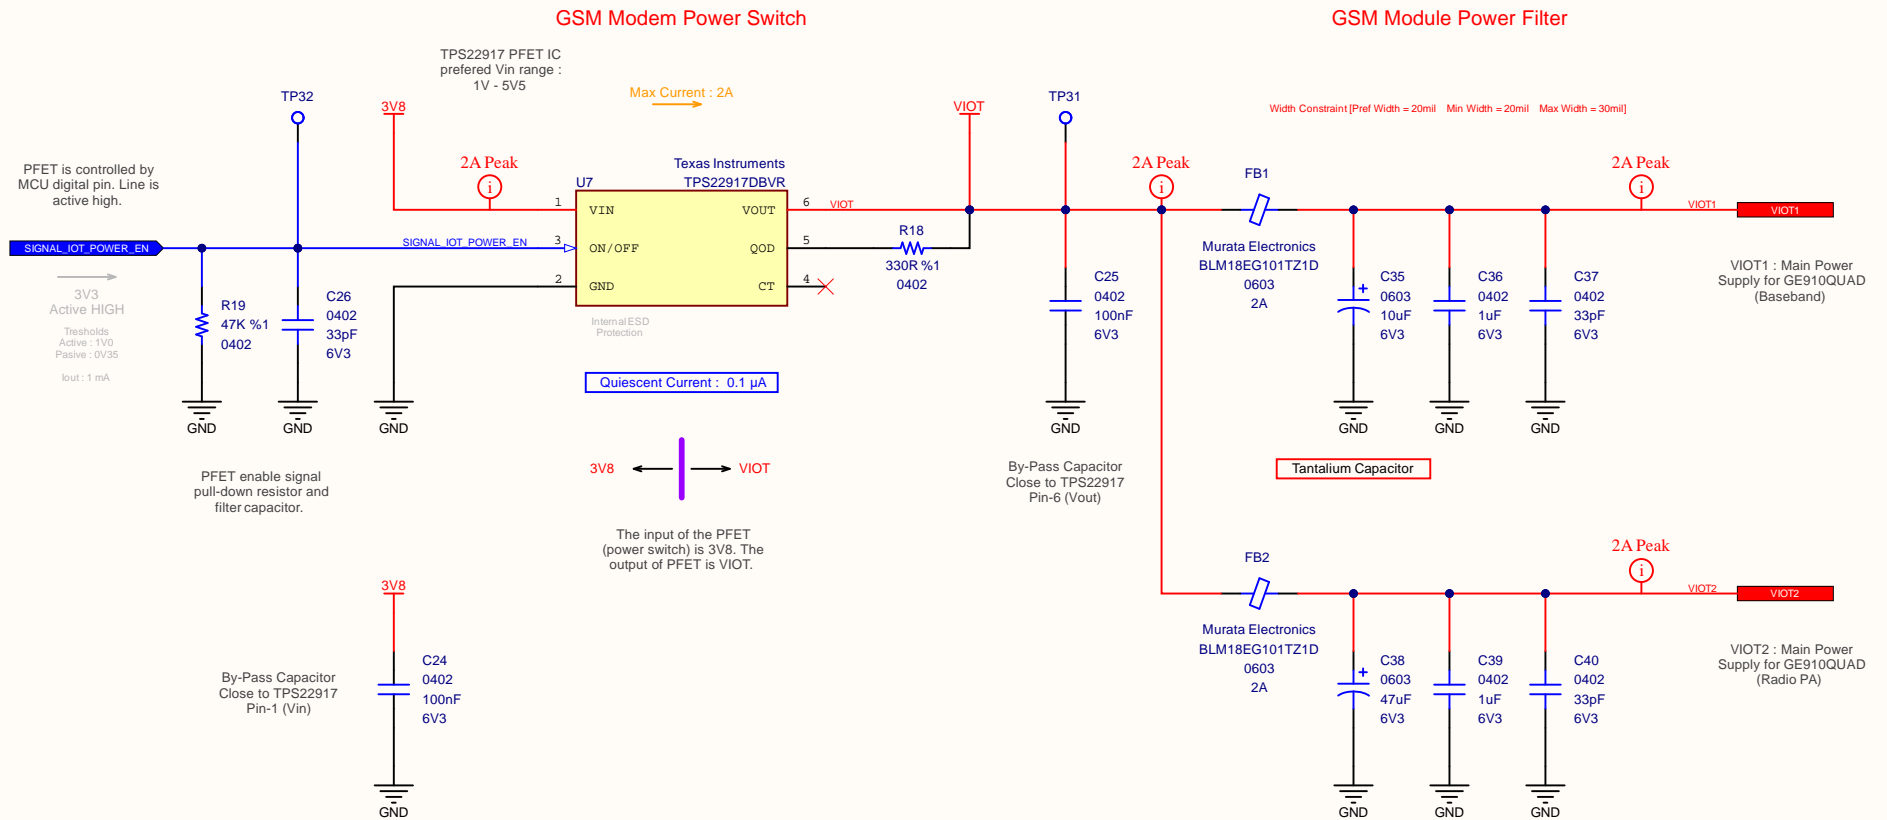 GSM Modem Power Switch
GSM Module Power Filter
TPS22917 PFET IC
prefered Vin range :
1V - 5V5
Max Current : 2A
TP32
3V8
VIOT
TP31
Width Constraint [Pref Width = 20mil Min Width = 20mil Max Width = 30mil]
PFET is controlled by
MCU digital pin. Line is
active high.
2A Peak
i
Texas Instruments
TPS22917DBVR
U7
2A Peak
i
FB1
2A Peak
i
1
VIN
VOUT
6
VIOT
VIOT1
VIOT1
SIGNAL_IOT_POWER_EN
SIGNAL_IOT_POWER_EN
3
ON/OFF
QOD
5
R18
330R %1
0402
2
GND
CT
4
Murata Electronics
BLM18EG101TZ1D
0603
2A
3V3
Active HIGH
Tresholds
Active : 1V0
Pasive : 0V35
Iout : 1 mA
R19
47K %1
0402
C26
0402
33pF
6V3
Internal ESD
Protection
C25
0402
100nF
6V3
+
C35
0603
10uF
6V3
C36
0402
1uF
6V3
C37
0402
33pF
6V3
VIOT1 : Main Power
Supply for GE910QUAD
(Baseband)
Quiescent Current : 0.1 µA
GND
GND
GND
GND
GND
GND
GND
PFET enable signal
pull-down resistor and
filter capacitor.
3V8
VIOT
By-Pass Capacitor
Close to TPS22917
Pin-6 (Vout)
Tantalium Capacitor
The input of the PFET
(power switch) is 3V8. The
output of PFET is VIOT.
FB2
2A Peak
i
3V8
VIOT2
VIOT2
Murata Electronics
BLM18EG101TZ1D
0603
2A
By-Pass Capacitor
Close to TPS22917
Pin-1 (Vin)
C24
0402
100nF
6V3
+
C38
0603
47uF
6V3
C39
0402
1uF
6V3
C40
0402
33pF
6V3
VIOT2 : Main Power
Supply for GE910QUAD
(Radio PA)
GND
GND
GND
GND